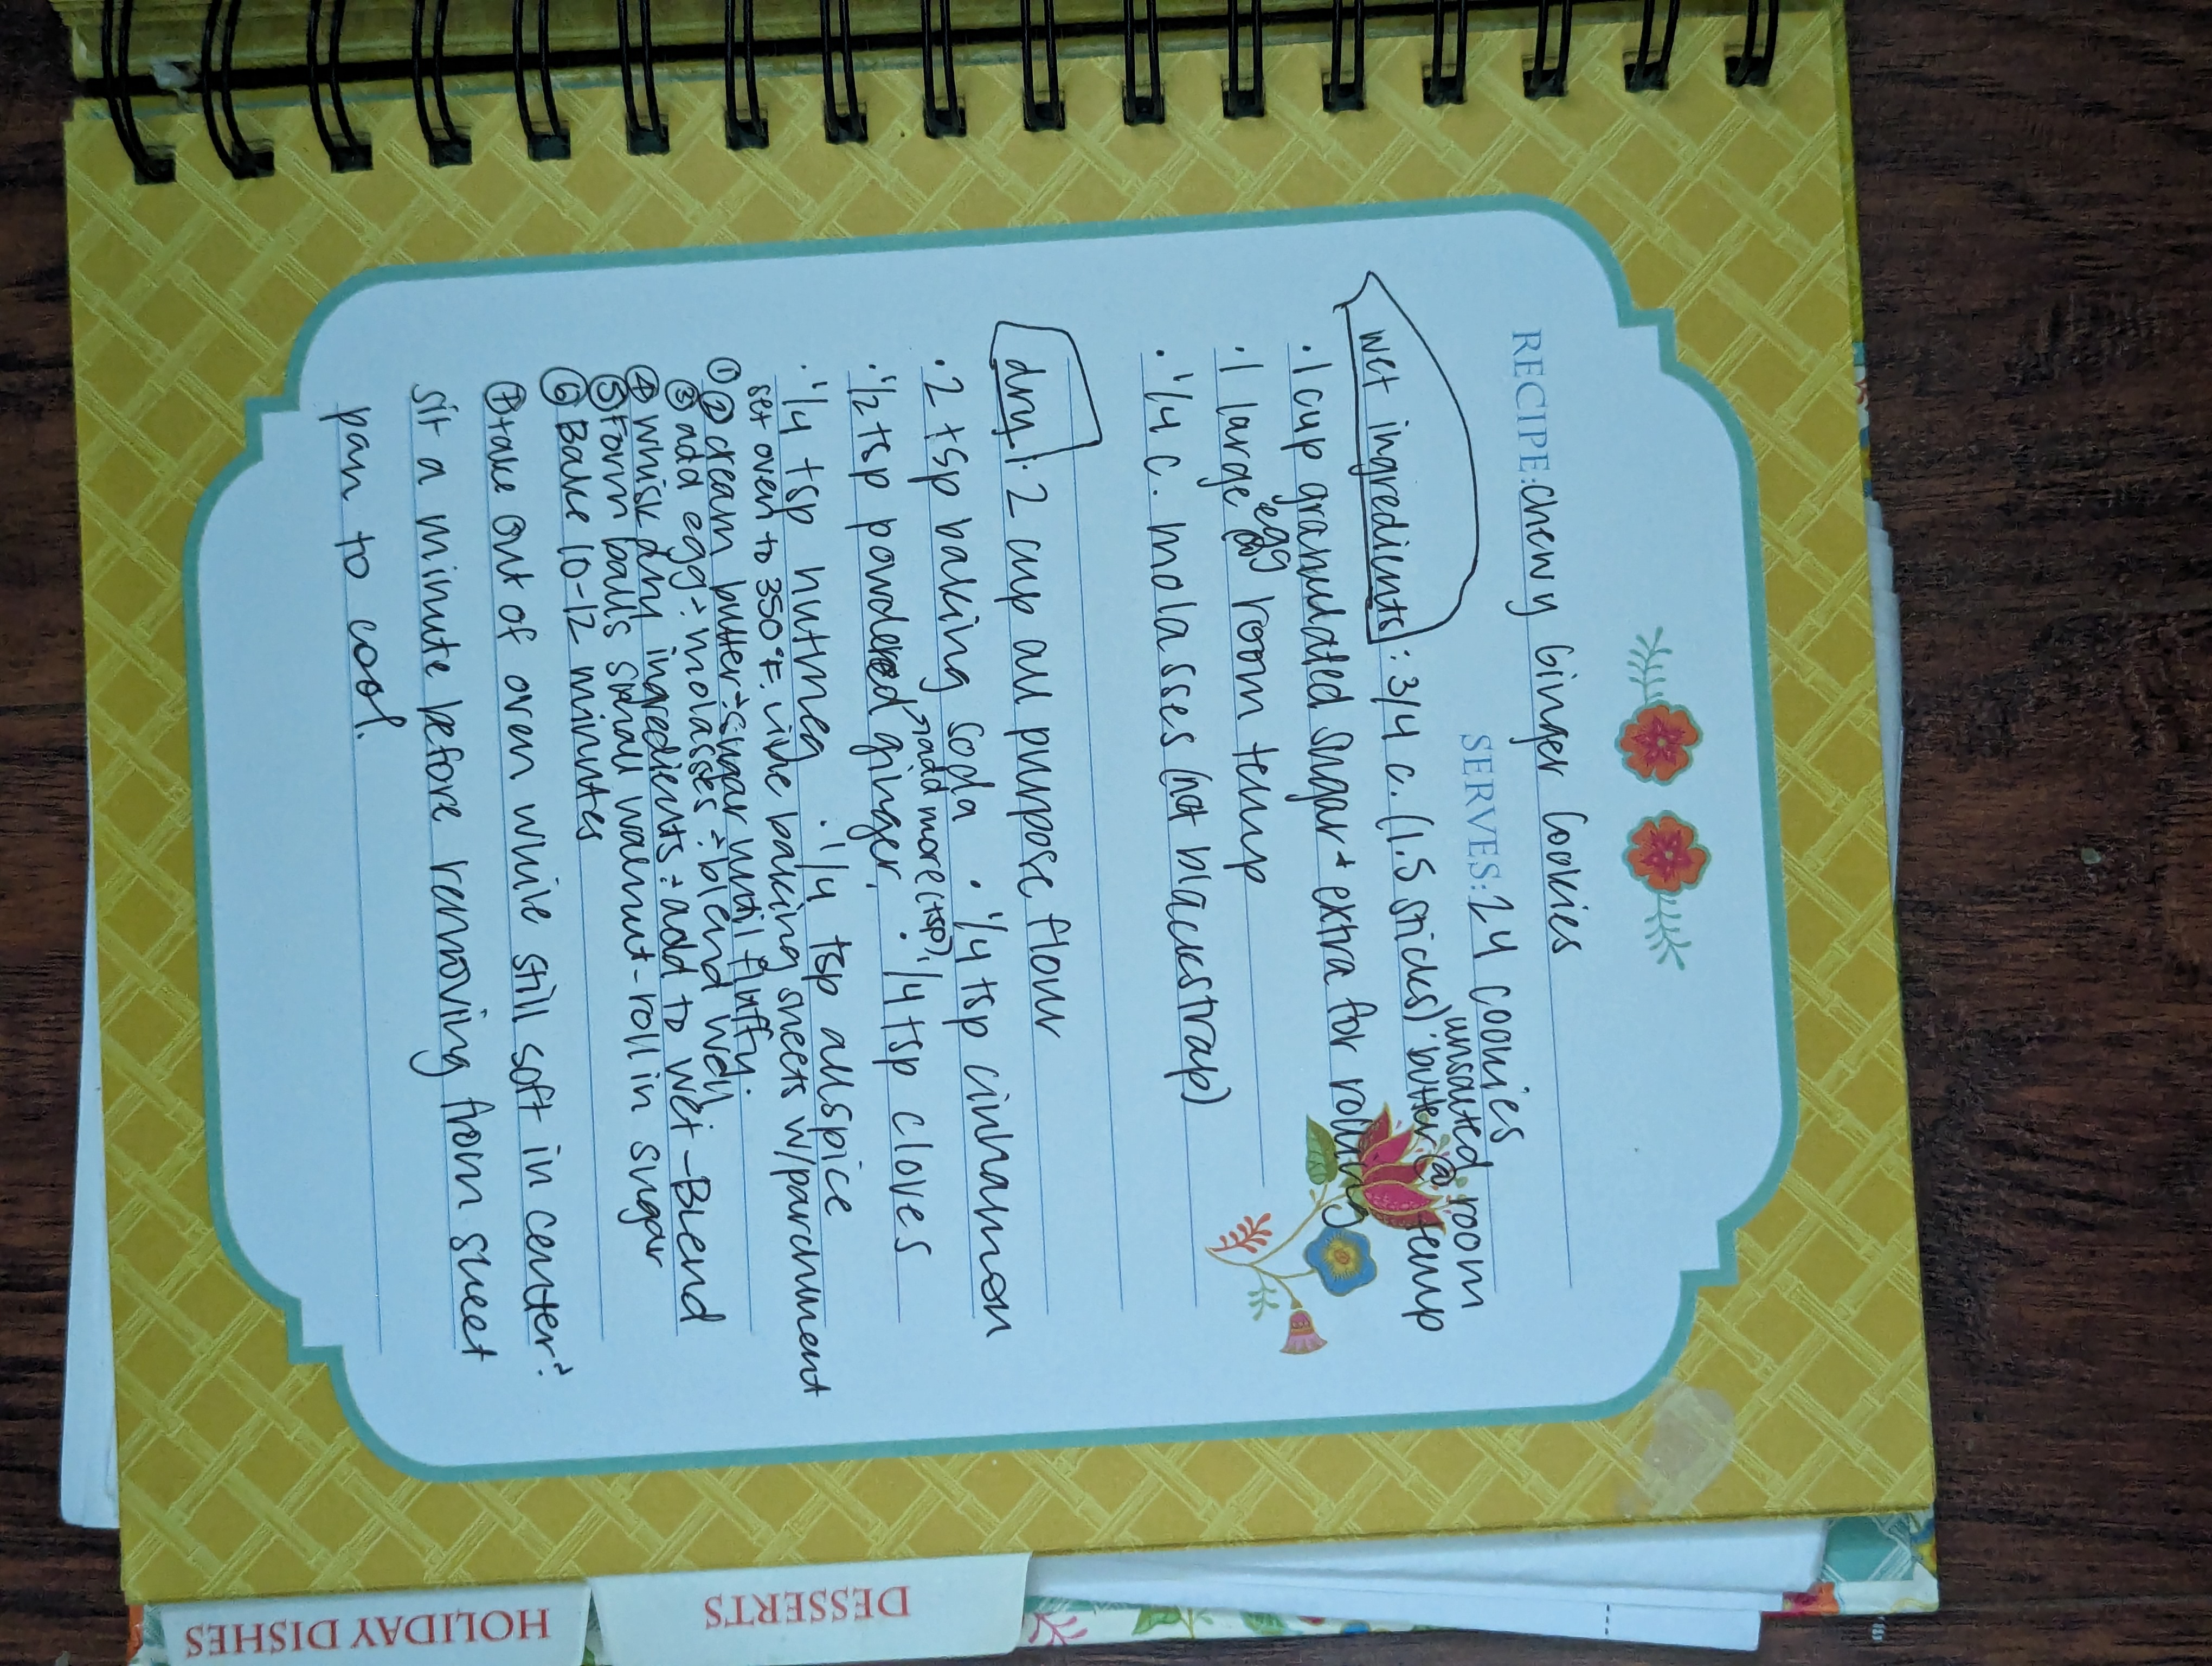 RECIPE: Chewy Ginger Cookies
SERVES: 24 cookies
wet ingredients: 3/4 c. (1.5 sticks) unsalted butter @ room temp
· 1 cup granulated sugar + extra for rolling
· 1 large egg @ room temp
· 1/4 c. molasses (not blackstrap)
dry: · 2 cup all purpose flour
· 2 tsp baking soda · 1/4 tsp cinnamon
· 1/2 tsp powdered ginger → add more (tsp)! · 1/4 tsp cloves
· 1/4 tsp nutmeg · 1/4 tsp allspice
① set oven to 350°F. line baking sheets w/parchment
② cream butter + sugar until fluffy.
③ add egg + molasses + blend well
④ whisk dry ingredients + add to wet - Blend
⑤ Form balls small walnut - roll in sugar
⑥ Bake 10-12 minutes
⑦ take out of oven while still soft in center +
sit a minute before removing from sheet
pan to cool.
DESSERTS
HOLIDAY DISHES